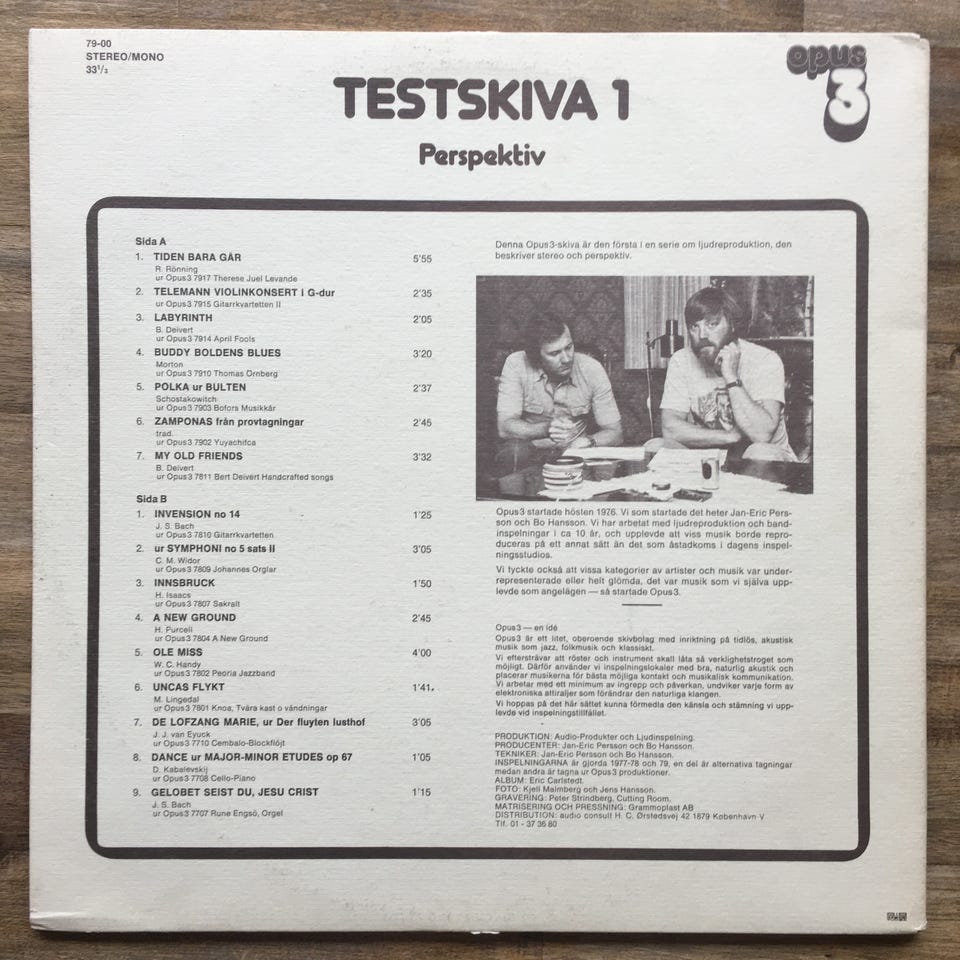 79-00
STEREO/MONO
33¹/₃
opus
3
TESTSKIVA 1
Perspektiv
Sida A
1. TIDEN BARA GÅR 5'55
R. Rönning
ur Opus3 7917 Therese Juel Levande
2. TELEMANN VIOLINKONSERT i G-dur 2'35
ur Opus3 7915 Gitarrkvartetten II
3. LABYRINTH 2'05
B. Deivert
ur Opus3 7914 April Fools
4. BUDDY BOLDENS BLUES 3'20
Morton
ur Opus3 7910 Thomas Örnberg
5. POLKA ur BULTEN 2'37
Schostakowitch
ur Opus3 7903 Bofors Musikkår
6. ZAMPONAS från provtagningar 2'45
trad.
ur Opus3 7902 Yuyachifca
7. MY OLD FRIENDS 3'32
B. Deivert
ur Opus3 7811 Bert Deivert Handcrafted songs
Sida B
1. INVENSION no 14 1'25
J. S. Bach
ur Opus3 7810 Gitarrkvartetten
2. ur SYMPHONI no 5 sats II 3'05
C. M. Widor
ur Opus3 7809 Johannes Orglar
3. INNSBRUCK 1'50
H. Isaacs
ur Opus3 7807 Sakralt
4. A NEW GROUND 2'45
H. Purcell
ur Opus3 7804 A New Ground
5. OLE MISS 4'00
W. C. Handy
ur Opus3 7802 Peoria Jazzband
6. UNCAS FLYKT 1'41.
M. Lingedal
ur Opus3 7801 Knoa, Tvära kast o vändningar
7. DE LOFZANG MARIE, ur Der fluyten lusthof 3'05
J. J. van Eyuck
ur Opus3 7710 Cembalo-Blockflöjt
8. DANCE ur MAJOR-MINOR ETUDES op 67 1'05
D. Kabalevskij
ur Opus3 7708 Cello-Piano
9. GELOBET SEIST DU, JESU CRIST 1'15
J. S. Bach
ur Opus3 7707 Rune Engsö, Orgel
Denna Opus3-skiva är den första i en serie om ljudreproduktion, den
beskriver stereo och perspektiv.
Opus3 startade hösten 1976. Vi som startade det heter Jan-Eric Pers-
son och Bo Hansson. Vi har arbetat med ljudreproduktion och band-
inspelningar i ca 10 år, och upplevde att viss musik borde repro-
duceras på ett annat sätt än det som åstadkoms i dagens inspel-
ningsstudios.
Vi tyckte också att vissa kategorier av artister och musik var under-
representerade eller helt glömda, det var musik som vi själva upp-
levde som angelägen — så startade Opus3.
Opus3 — en idé
Opus3 är ett litet, oberoende skivbolag med inriktning på tidlös, akustisk
musik som jazz, folkmusik och klassiskt.
Vi eftersträvar att röster och instrument skall låta så verklighetstroget som
möjligt. Därför använder vi inspelningslokaler med bra, naturlig akustik och
placerar musikerna för bästa möjliga kontakt och musikalisk kommunikation.
Vi arbetar med ett minimum av ingrepp och påverkan, undviker varje form av
elektroniska attiraljer som förändrar den naturliga klangen.
Vi hoppas på det här sättet kunna förmedla den känsla och stämning vi upp-
levde vid inspelningstillfället.
PRODUKTION: Audio-Produkter och Ljudinspelning.
PRODUCENTER: Jan-Eric Persson och Bo Hansson.
TEKNIKER: Jan-Eric Persson och Bo Hansson.
INSPELNINGARNA är gjorda 1977-78 och 79, en del är alternativa tagningar
medan andra är tagna ur Opus3 produktioner.
ALBUM: Eric Carlstedt.
FOTO: Kjell Malmberg och Jens Hansson.
GRAVERING: Peter Strindberg, Cutting Room.
MATRISERING OCH PRESSNING: Grammoplast AB
DISTRIBUTION: audio consult H. C. Ørstedsvej 42 1879 København V
Tlf. 01 - 37 36 80